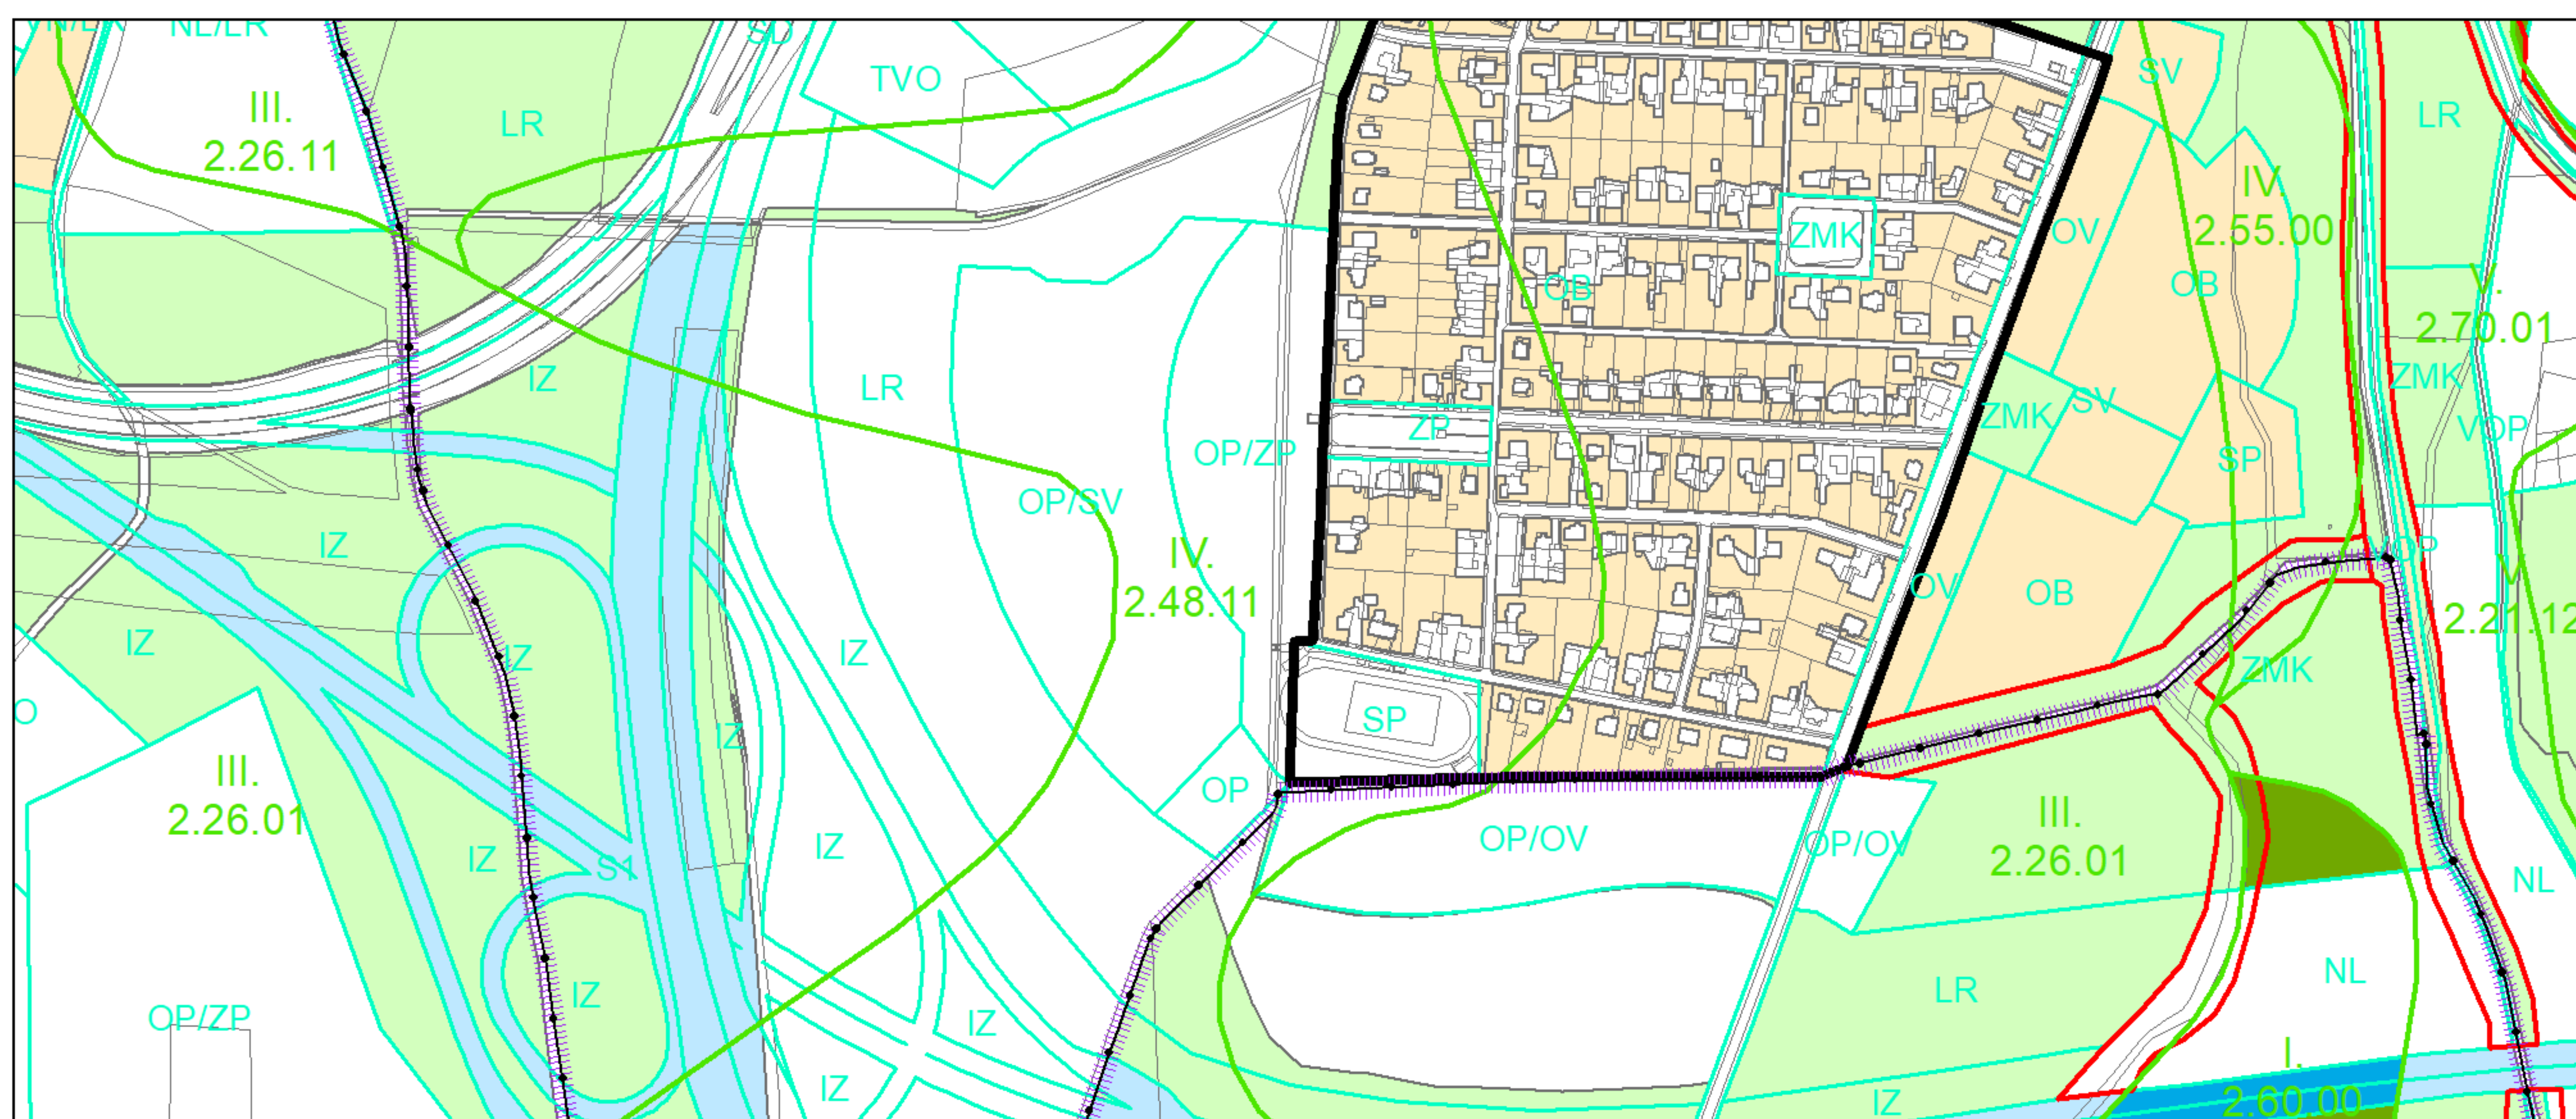 NL/LR
SD
TVO
III.
2.26.11
LR
SV
LR
IV.
2.55.00
OV
ZMK
OB
OB
V.
2.70.01
IZ
LR
ZMK
ZMK
SV
ZP
VOP
OP/ZP
SP
OP/SV
IZ
IV.
2.48.11
OV
OB
V.
2.21.12
IZ
IZ
IZ
ZMK
SP
IZ
OP
III.
2.26.01
IZ
OP/OV
OP/OV
III.
2.26.01
IZ
S1
NL
IZ
LR
NL
OP/ZP
IZ
I.
IZ
IZ
2.60.00